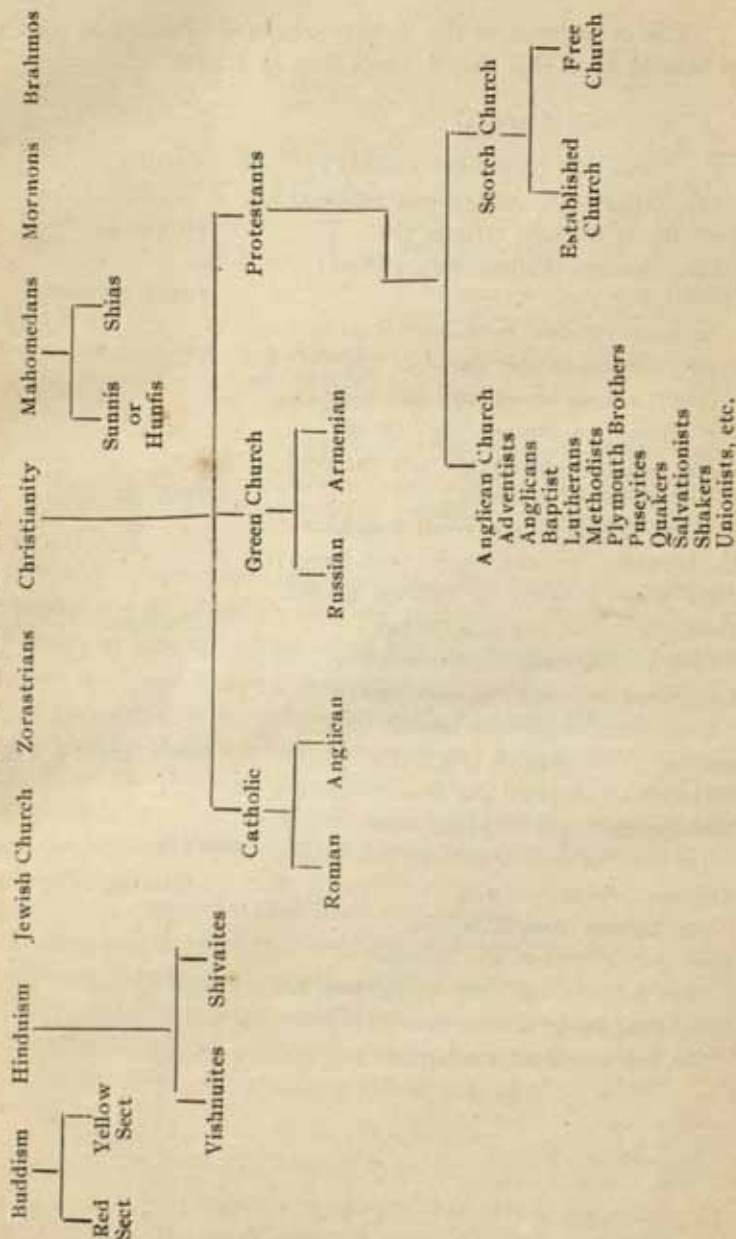 Buddism Hinduism Jewish Church Zorastrians Christianity Mahomedans Mormons Brahmos
Red Sect
Yellow Sect
Vishnuites Shivaites
Sunnis
or
Hunfis
Shias
Catholic Green Church Protestants
Roman Anglican Russian Armenian
Anglican Church
Adventists
Anglicans
Baptist
Lutherans
Methodists
Plymouth Brothers
Puseyites
Quakers
Salvationists
Shakers
Unionists, etc.
Scotch Church
Established
Church
Free
Church